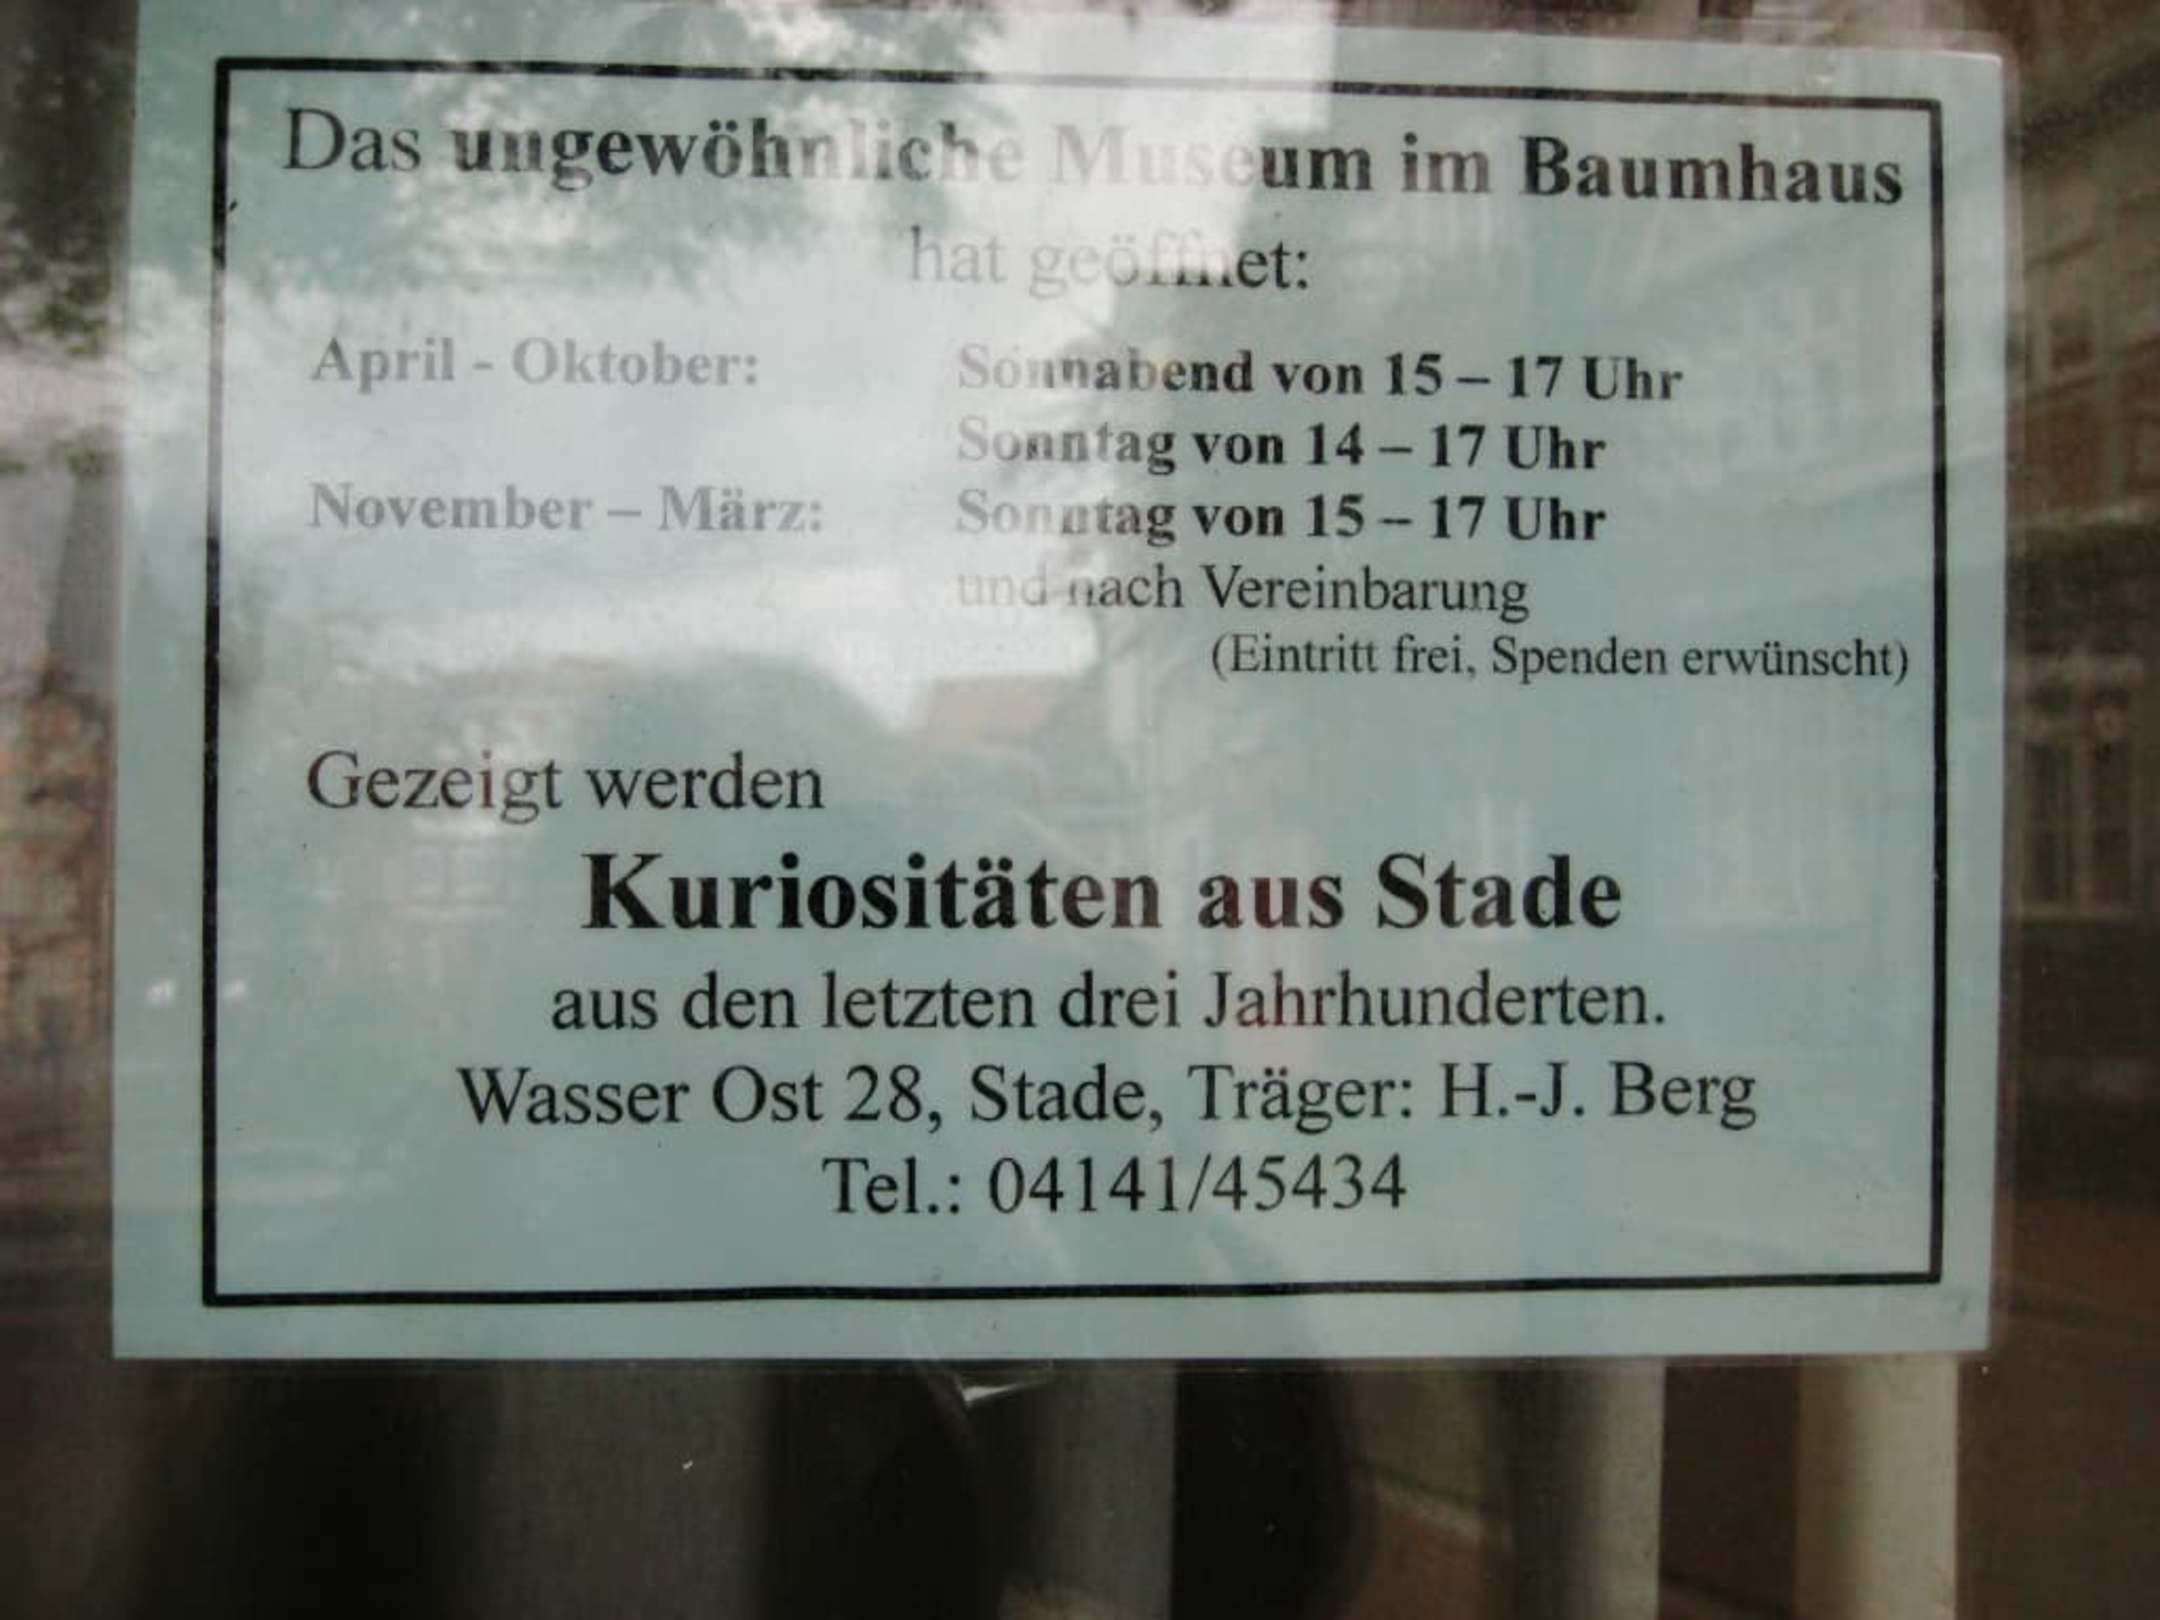 Das ungewöhnliche Museum im Baumhaus
hat geöffnet:
April - Oktober: Sonnabend von 15 – 17 Uhr
Sonntag von 14 – 17 Uhr
November – März: Sonntag von 15 – 17 Uhr
und nach Vereinbarung
(Eintritt frei, Spenden erwünscht)
Gezeigt werden
Kuriositäten aus Stade
aus den letzten drei Jahrhunderten.
Wasser Ost 28, Stade, Träger: H.-J. Berg
Tel.: 04141/45434